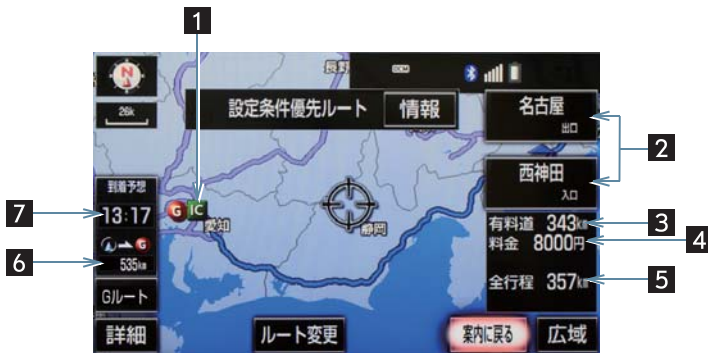 1
長野
N
26k
設定条件優先ルート
情報
名古屋
出口
2
西神田
入口
到着予想
7
13:17
G
IC
愛知
静岡
有料道 343km
3
料金 8000円
4
G
6
535km
全行程 357km
5
Gルート
詳細
ルート変更
案内に戻る
広域